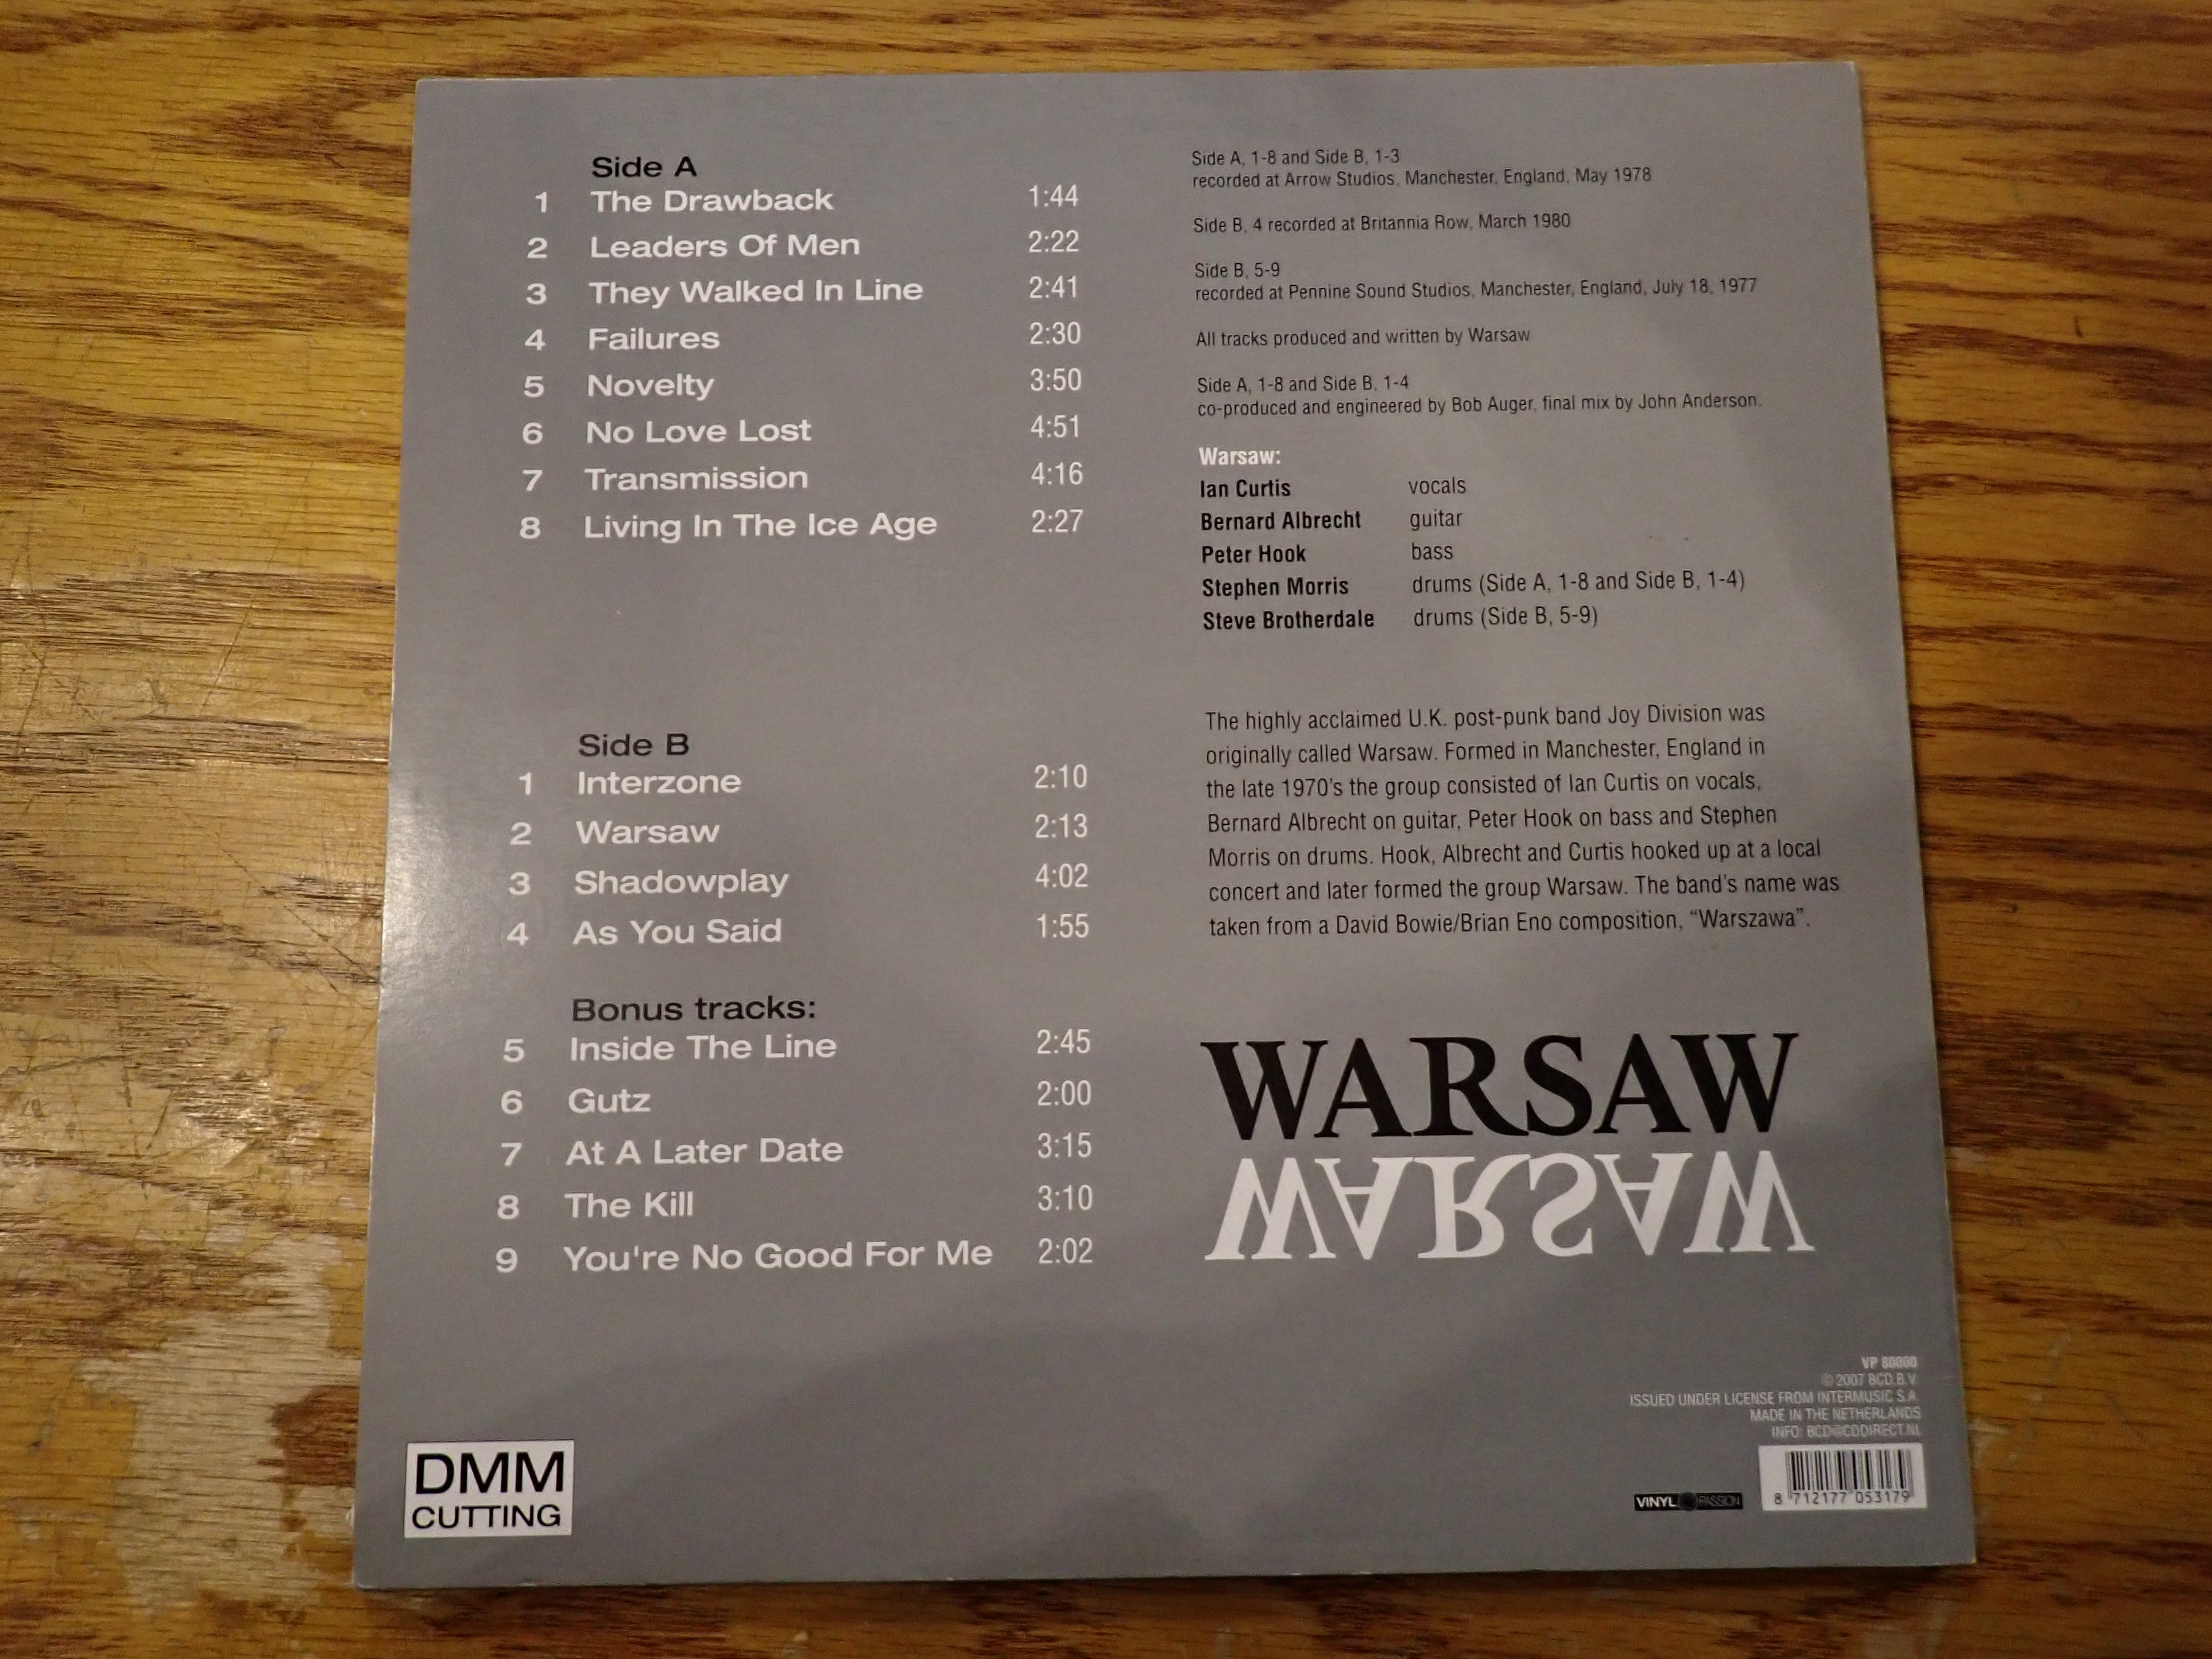 Side A
1 The Drawback 1:44
2 Leaders Of Men 2:22
3 They Walked In Line 2:41
4 Failures 2:30
5 Novelty 3:50
6 No Love Lost 4:51
7 Transmission 4:16
8 Living In The Ice Age 2:27
Side B
1 Interzone 2:10
2 Warsaw 2:13
3 Shadowplay 4:02
4 As You Said 1:55
Bonus tracks:
5 Inside The Line 2:45
6 Gutz 2:00
7 At A Later Date 3:15
8 The Kill 3:10
9 You're No Good For Me 2:02
DMM
CUTTING
Side A, 1-8 and Side B, 1-3
recorded at Arrow Studios, Manchester, England, May 1978
Side B, 4 recorded at Britannia Row, March 1980
Side B, 5-9
recorded at Pennine Sound Studios, Manchester, England, July 18, 1977
All tracks produced and written by Warsaw
Side A, 1-8 and Side B, 1-4
co-produced and engineered by Bob Auger, final mix by John Anderson.
Warsaw:
Ian Curtis vocals
Bernard Albrecht guitar
Peter Hook bass
Stephen Morris drums (Side A, 1-8 and Side B, 1-4)
Steve Brotherdale drums (Side B, 5-9)
The highly acclaimed U.K. post-punk band Joy Division was
originally called Warsaw. Formed in Manchester, England in
the late 1970's the group consisted of Ian Curtis on vocals,
Bernard Albrecht on guitar, Peter Hook on bass and Stephen
Morris on drums. Hook, Albrecht and Curtis hooked up at a local
concert and later formed the group Warsaw. The band's name was
taken from a David Bowie/Brian Eno composition, “Warszawa”.
WARSAW
WARSAW
VP 80000
© 2007 BCD B.V.
ISSUED UNDER LICENSE FROM INTERMUSIC S.A.
MADE IN THE NETHERLANDS
INFO: BCD@CDDIRECT.NL
VINYL PASSION
8 712177 053179